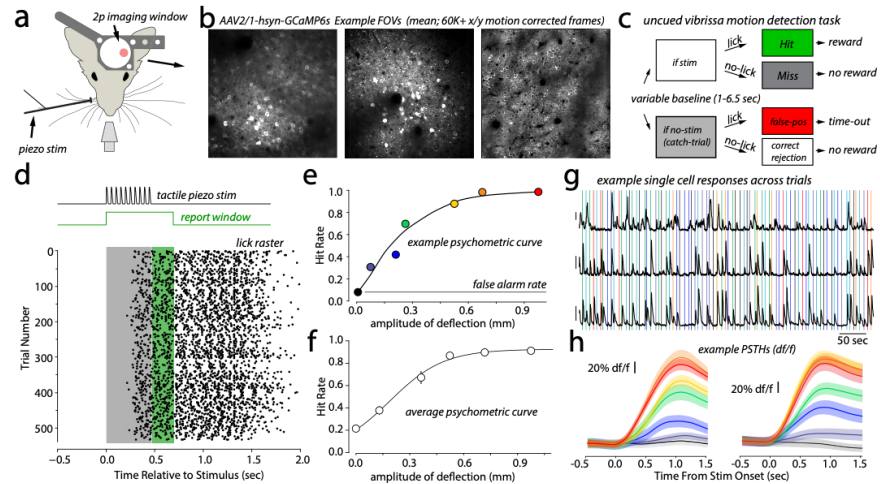 a
2p imaging window
piezo stim
b
AAV2/1-hsyn-GCaMP6s Example FOVs (mean; 60K+ x/y motion corrected frames)
c
uncued vibrissa motion detection task
if stim
lick
Hit
reward
no-lick
Miss
no reward
variable baseline (1-6.5 sec)
if no-stim
(catch-trial)
lick
false-pos
time-out
no-lick
correct
rejection
no reward
d
tactile piezo stim
report window
lick raster
0
100
200
300
400
500
Trial Number
-0.5
0.0
0.5
1.0
1.5
2.0
Time Relative to Stimulus (sec)
e
1.0
0.8
0.6
0.4
0.2
0.0
Hit Rate
example psychometric curve
false alarm rate
0.0
0.3
0.6
0.9
amplitude of deflection (mm)
f
1.0
0.8
0.6
0.4
0.2
0.0
Hit Rate
average psychometric curve
0.0
0.3
0.6
0.9
amplitude of deflection (mm)
g
example single cell responses across trials
50 sec
h
example PSTHs (df/f)
20% df/f
20% df/f
-0.5
0.0
0.5
1.0
1.5
-0.5
0.0
0.5
1.0
1.5
Time From Stim Onset (sec)